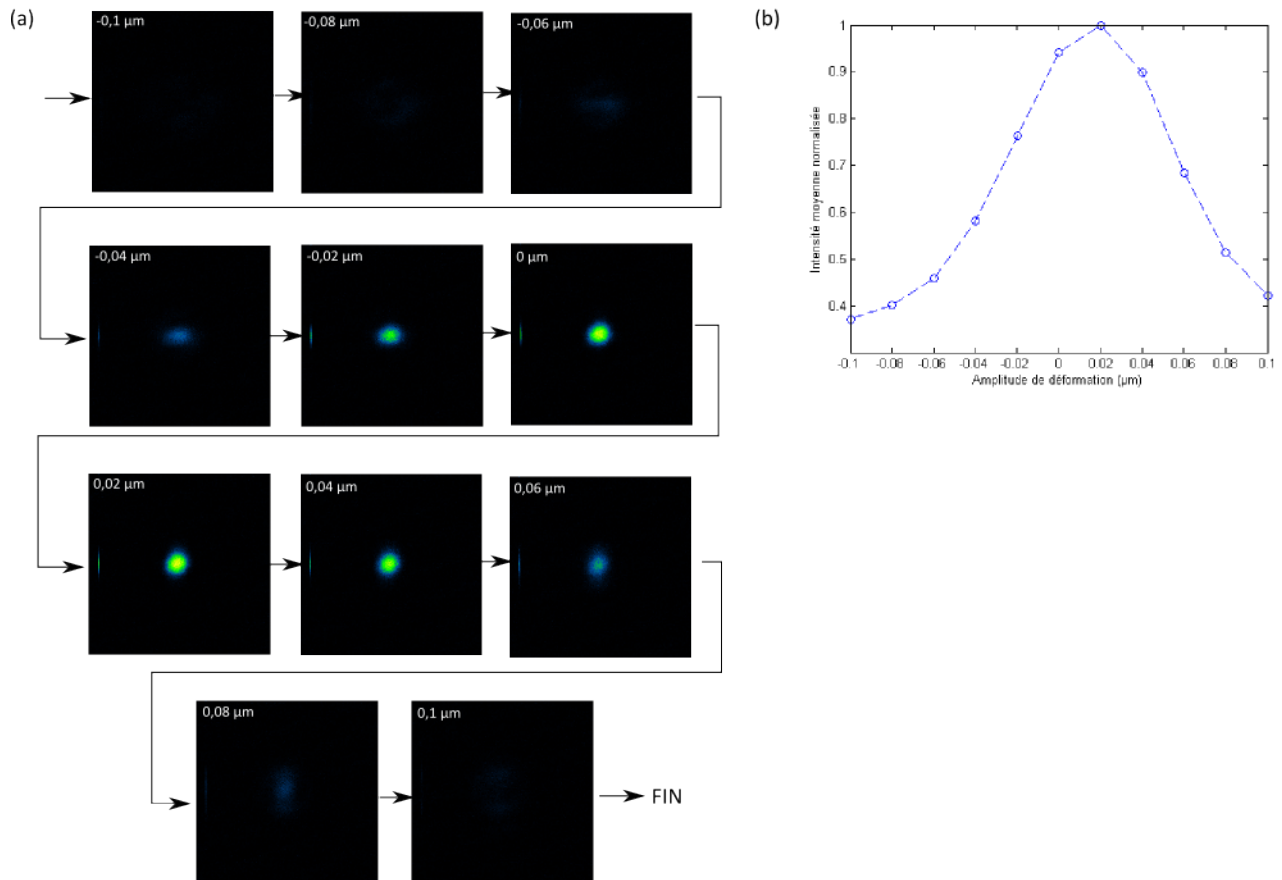 (a)
-0,1 µm
-0,08 µm
-0,06 µm
-0,04 µm
-0,02 µm
0 µm
0,02 µm
0,04 µm
0,06 µm
0,08 µm
0,1 µm
FIN
(b)
Intensité moyenne normalisée
1
0.9
0.8
0.7
0.6
0.5
0.4
-0.1 -0.08 -0.06 -0.04 -0.02 0 0.02 0.04 0.06 0.08 0.1
Amplitude de déformation (µm)